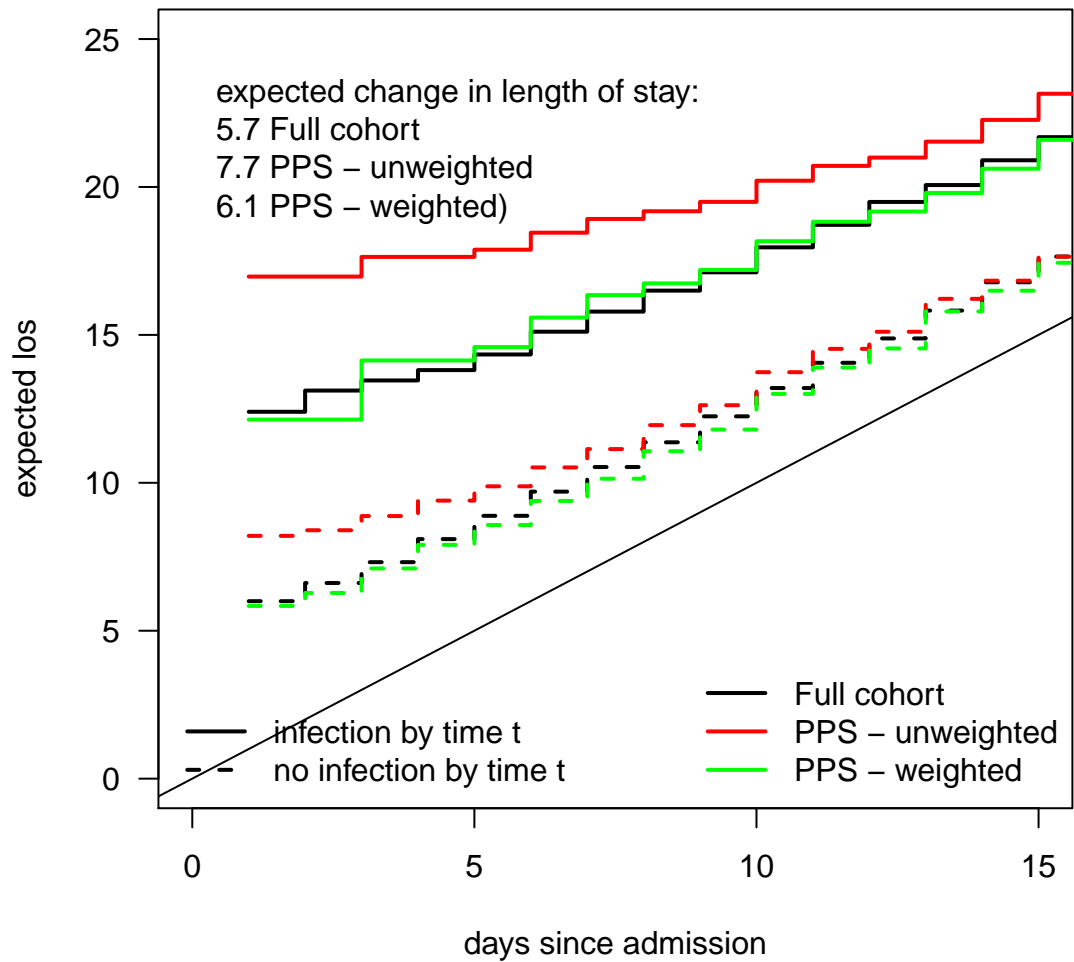 25
20
15
10
5
0
expected los
expected change in length of stay:
5.7 Full cohort
7.7 PPS − unweighted
6.1 PPS − weighted)
infection by time t
no infection by time t
Full cohort
PPS − unweighted
PPS − weighted
0
5
10
15
days since admission